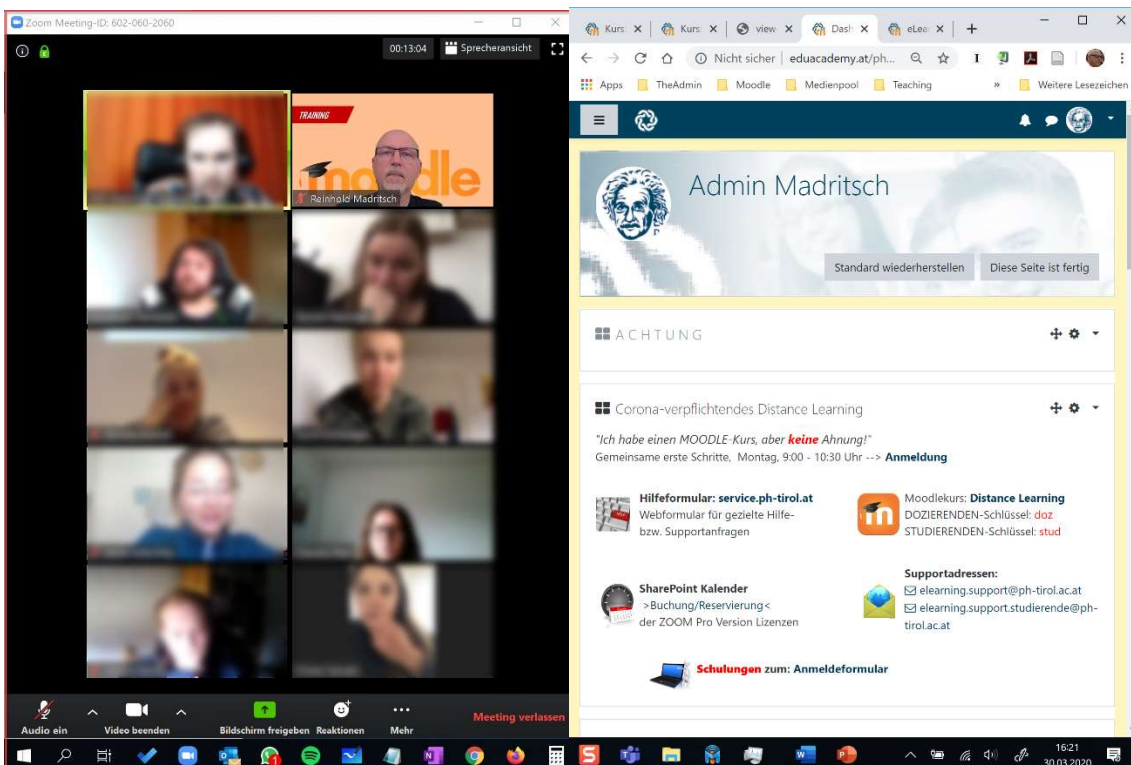 Zoom Meeting-ID: 602-060-2060
00:13:04
Sprecheransicht
TRAINING
moodle
Reinhold Madritsch
Audio ein
Video beenden
Bildschirm freigeben
Reaktionen
Mehr
Meeting verlassen
Kurs:
Kurs:
view
Dash
eLea
Nicht sicher | eduacademy.at/ph...
Apps
TheAdmin
Moodle
Medienpool
Teaching
»
Weitere Lesezeichen
Admin Madritsch
Standard wiederherstellen
Diese Seite ist fertig
ACHTUNG
Corona-verpflichtendes Distance Learning
"Ich habe einen MOODLE-Kurs, aber keine Ahnung!"
Gemeinsame erste Schritte, Montag, 9:00 - 10:30 Uhr --> Anmeldung
Hilfeformular: service.ph-tirol.at
Webformular für gezielte Hilfe-
bzw. Supportanfragen
Moodlekurs: Distance Learning
DOZIERENDEN-Schlüssel: doz
STUDIERENDEN-Schlüssel: stud
SharePoint Kalender
>Buchung/Reservierung<
der ZOOM Pro Version Lizenzen
Supportadressen:
elearning.support@ph-tirol.ac.at
elearning.support.studierende@ph-
tirol.ac.at
Schulungen zum: Anmeldeformular
16:21
30.03.2020